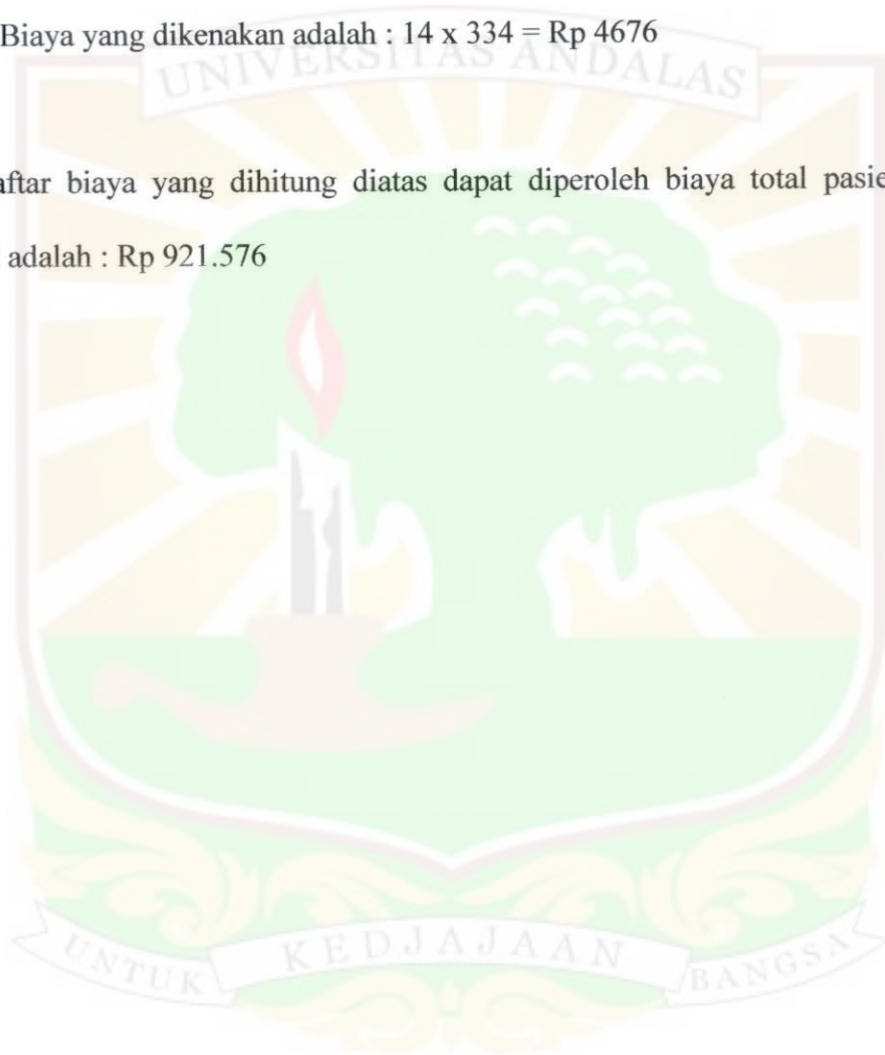 Biaya yang dikenakan adalah : 14 x 334 = Rp 4676
UNIVERSITAS ANDALAS
aftar biaya yang dihitung diatas dapat diperoleh biaya total pasie
adalah : Rp 921.576
UNTUK KEDJAJAAN BANGSA